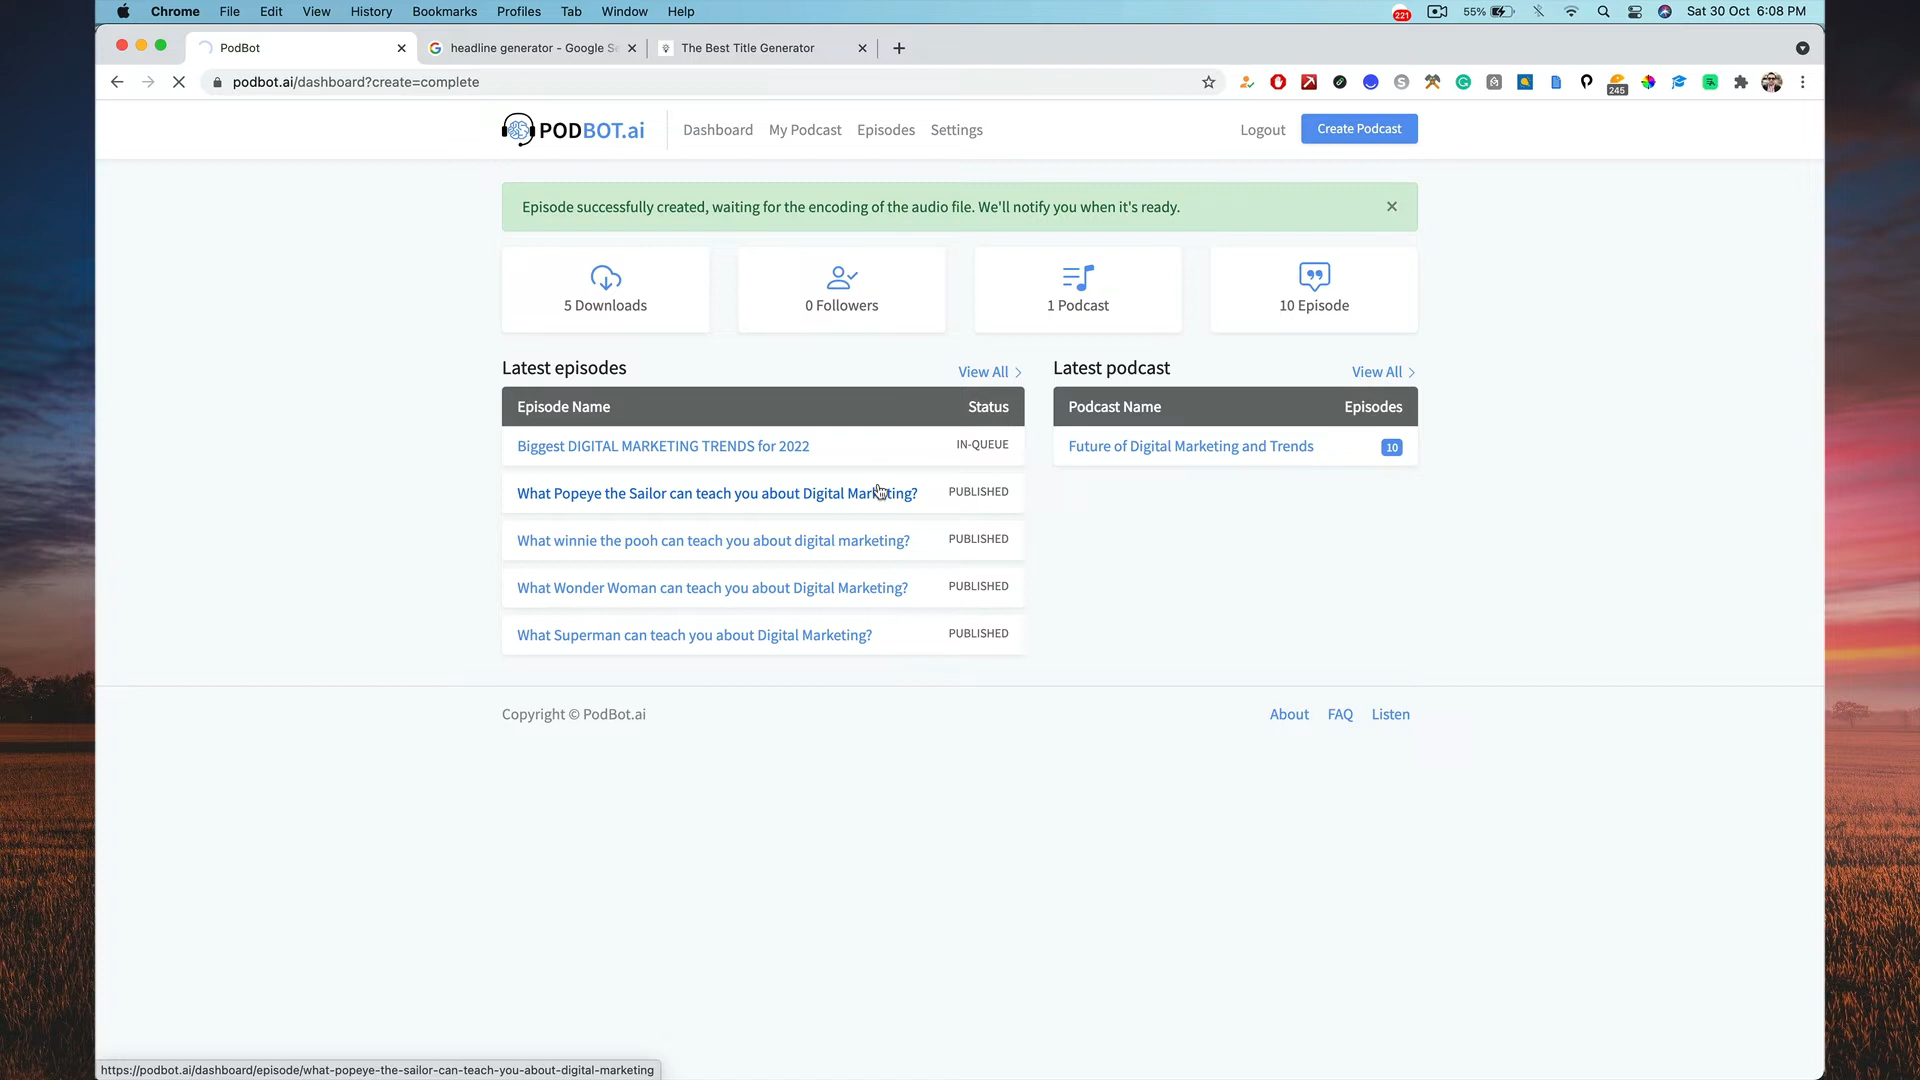 Chrome File Edit View History Bookmarks Profiles Tab Window Help 221 55% Sat 30 Oct 6:08 PM
PodBot headline generator - Google Se The Best Title Generator
podbot.ai/dashboard?create=complete 245
PODBOT.ai Dashboard My Podcast Episodes Settings Logout Create Podcast
Episode successfully created, waiting for the encoding of the audio file. We'll notify you when it's ready.
5 Downloads 0 Followers 1 Podcast 10 Episode
Latest episodes View All
Episode Name Status
Biggest DIGITAL MARKETING TRENDS for 2022 IN-QUEUE
What Popeye the Sailor can teach you about Digital Marketing? PUBLISHED
What winnie the pooh can teach you about digital marketing? PUBLISHED
What Wonder Woman can teach you about Digital Marketing? PUBLISHED
What Superman can teach you about Digital Marketing? PUBLISHED
Latest podcast View All
Podcast Name Episodes
Future of Digital Marketing and Trends 10
Copyright © PodBot.ai About FAQ Listen
https://podbot.ai/dashboard/episode/what-popeye-the-sailor-can-teach-you-about-digital-marketing